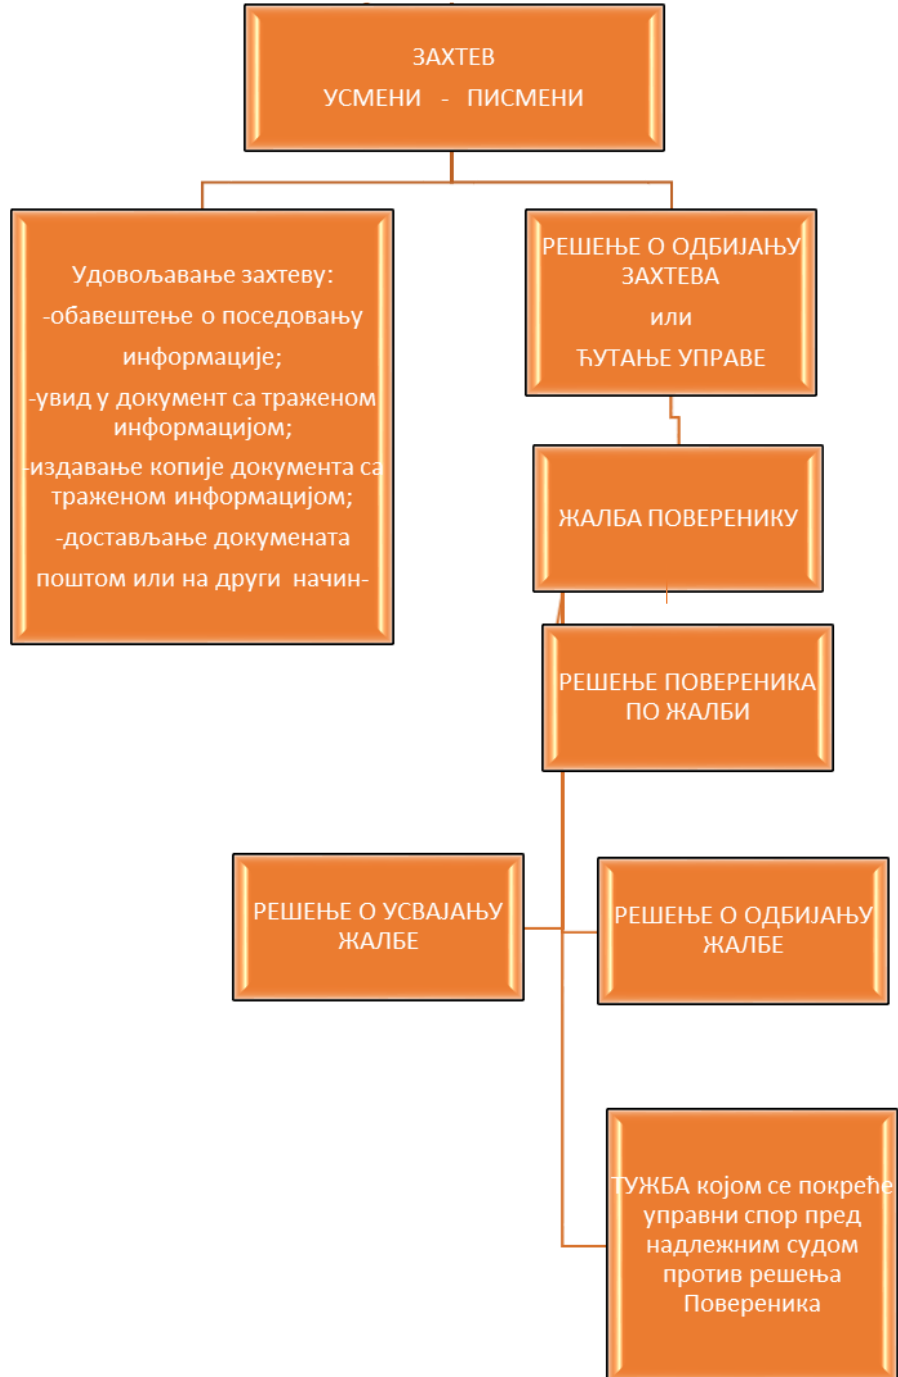 ЗАХТЕВ
УСМЕНИ - ПИСМЕНИ
Удовољавање захтеву:
-обавештење о поседовању
информације;
-увид у документ са траженом
информацијом;
-издавање копије документа са
траженом информацијом;
-достављање докумената
поштом или на други начин-
РЕШЕЊЕ О ОДБИЈАЊУ
ЗАХТЕВА
или
ЋУТАЊЕ УПРАВЕ
ЖАЛБА ПОВЕРЕНИКУ
РЕШЕЊЕ ПОВЕРЕНИКА
ПО ЖАЛБИ
РЕШЕЊЕ О УСВАЈАЊУ
ЖАЛБЕ
РЕШЕЊЕ О ОДБИЈАЊУ
ЖАЛБЕ
ТУЖБА којом се покреће
управни спор пред
надлежним судом
против решења
Повереника